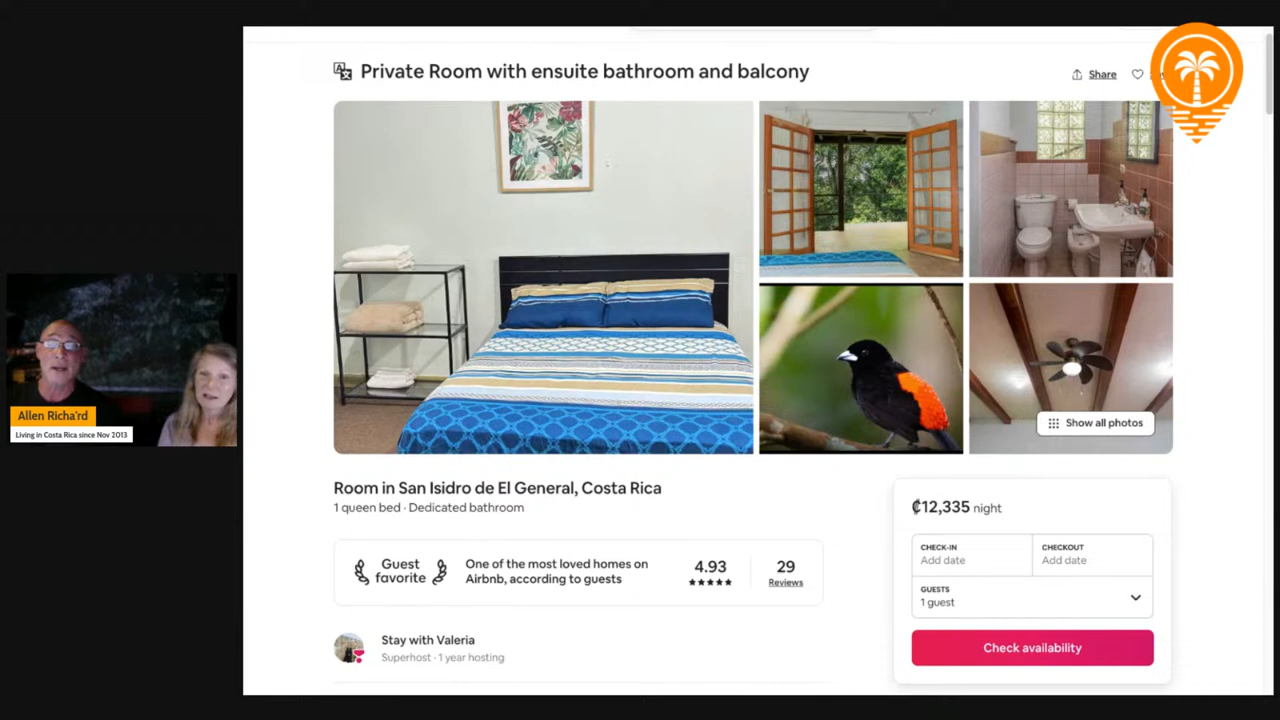 Private Room with ensuite bathroom and balcony
Share
Show all photos
Allen Richa'rd
Living in Costa Rica since Nov 2013
Room in San Isidro de El General, Costa Rica
1 queen bed · Dedicated bathroom
Guest
favorite
One of the most loved homes on
Airbnb, according to guests
4.93
29
Reviews
Stay with Valeria
Superhost · 1 year hosting
₡12,335 night
CHECK-IN
Add date
CHECKOUT
Add date
GUESTS
1 guest
Check availability